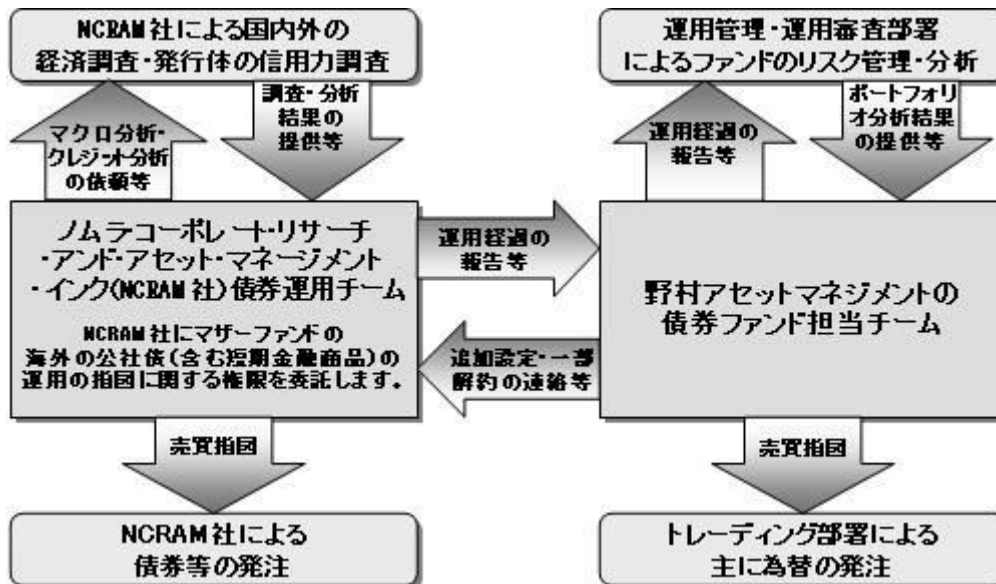 NCRAM社による国内外の
経済調査・発行体の信用力調査
運用管理・運用審査部署
によるファンドのリスク管理・分析
マクロ分析・
クレジット分析
の依頼等
調査・分析
結果の
提供等
運用経過の
報告等
ポートフォリ
オ分析結果
の提供等
ノムラ・コーポレート・リサーチ
・アンド・アセット・マネージメント
・インク(NCRAM社)債券運用チーム
NCRAM社にマザーファンドの
海外の公社債(含む短期金融商品)の
運用の指図に関する権限を委託します。
運用経過の
報告等
追加設定・一部
解約の連絡等
野村アセットマネジメントの
債券ファンド担当チーム
売買指図
売買指図
NCRAM社による
債券等の発注
トレーディング部署による
主に為替の発注